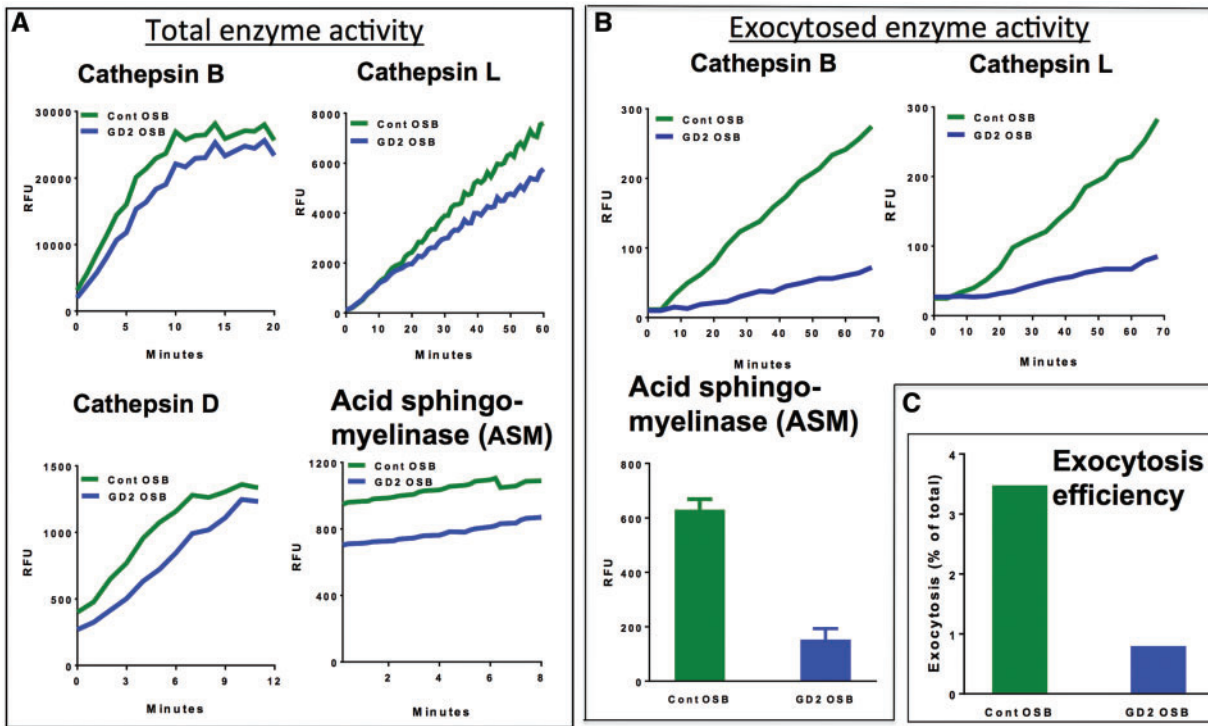 A
Total enzyme activity
Cathepsin B
Cathepsin L
30000
20000
10000
0
RFU
Cont OSB
GD2 OSB
0
5
10
15
20
Minutes
8000
6000
4000
2000
0
RFU
Cont OSB
GD2 OSB
0
10
20
30
40
50
60
Minutes
Cathepsin D
Acid sphingo-
myelinase (ASM)
1500
1000
500
0
RFU
Cont OSB
GD2 OSB
0
3
6
9
12
Minutes
1200
900
600
300
0
RFU
Cont OSB
GD2 OSB
2
4
6
8
Minutes
B
Exocytosed enzyme activity
Cathepsin B
Cathepsin L
300
200
100
0
RFU
Cont OSB
GD2 OSB
0
10
20
30
40
50
60
70
Minutes
300
200
100
0
RFU
Cont OSB
GD2 OSB
0
10
20
30
40
50
60
70
Minutes
Acid sphingo-
myelinase (ASM)
800
600
400
200
0
RFU
Cont OSB
GD2 OSB
C
Exocytosis
efficiency
4
3
2
1
0
Exocytosis (% of total)
Cont OSB
GD2 OSB